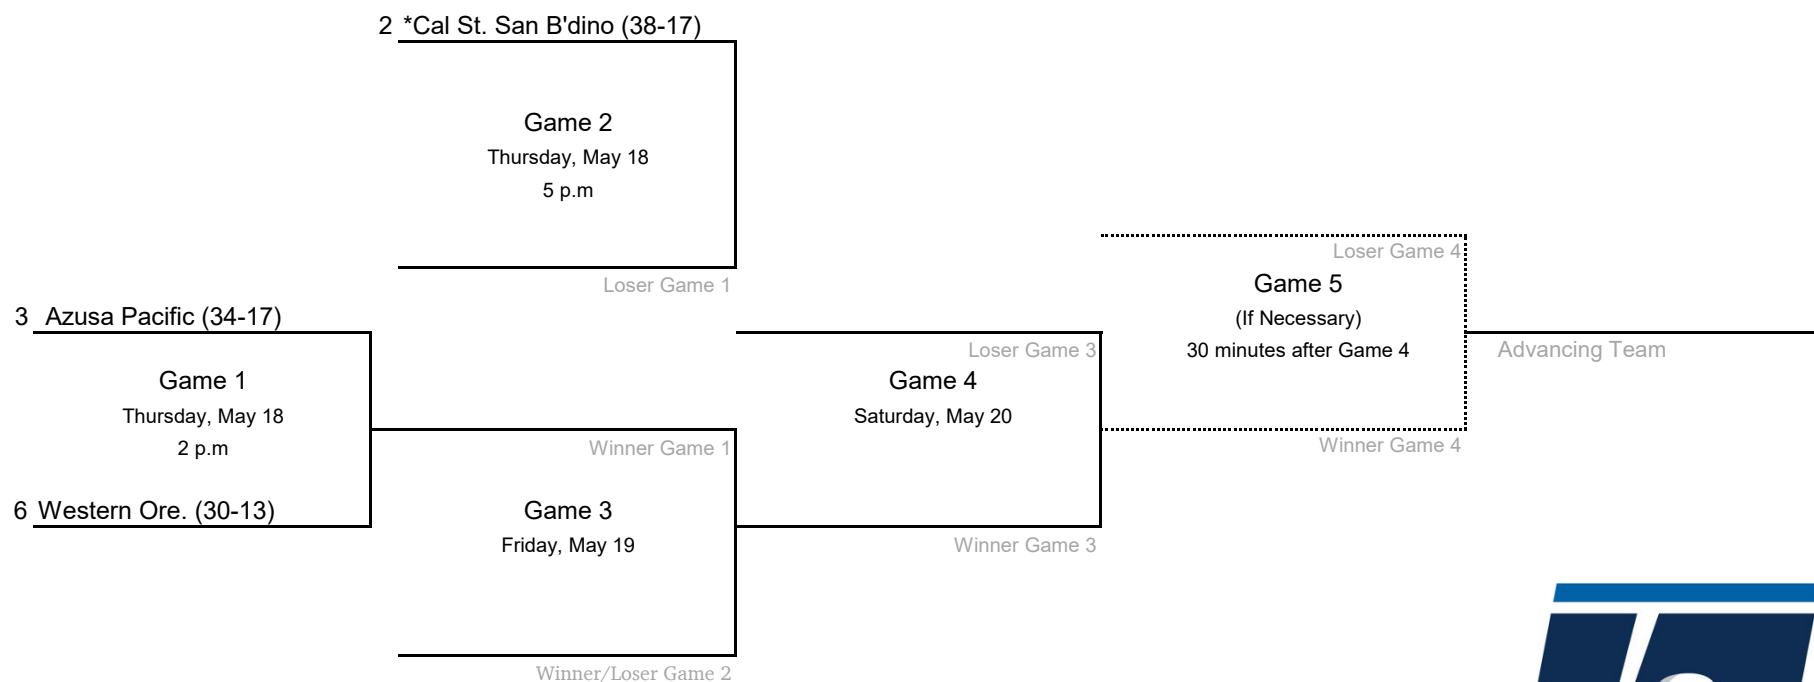 2 *Cal St. San B'dino (38-17)
Game 2
Thursday, May 18
5 p.m
Loser Game 1
3 Azusa Pacific (34-17)
Game 1
Thursday, May 18
2 p.m
6 Western Ore. (30-13)
Winner Game 1
Game 3
Friday, May 19
Winner/Loser Game 2
Loser Game 3
Game 4
Saturday, May 20
Winner Game 3
Loser Game 4
Game 5
(If Necessary)
30 minutes after Game 4
Winner Game 4
Advancing Team